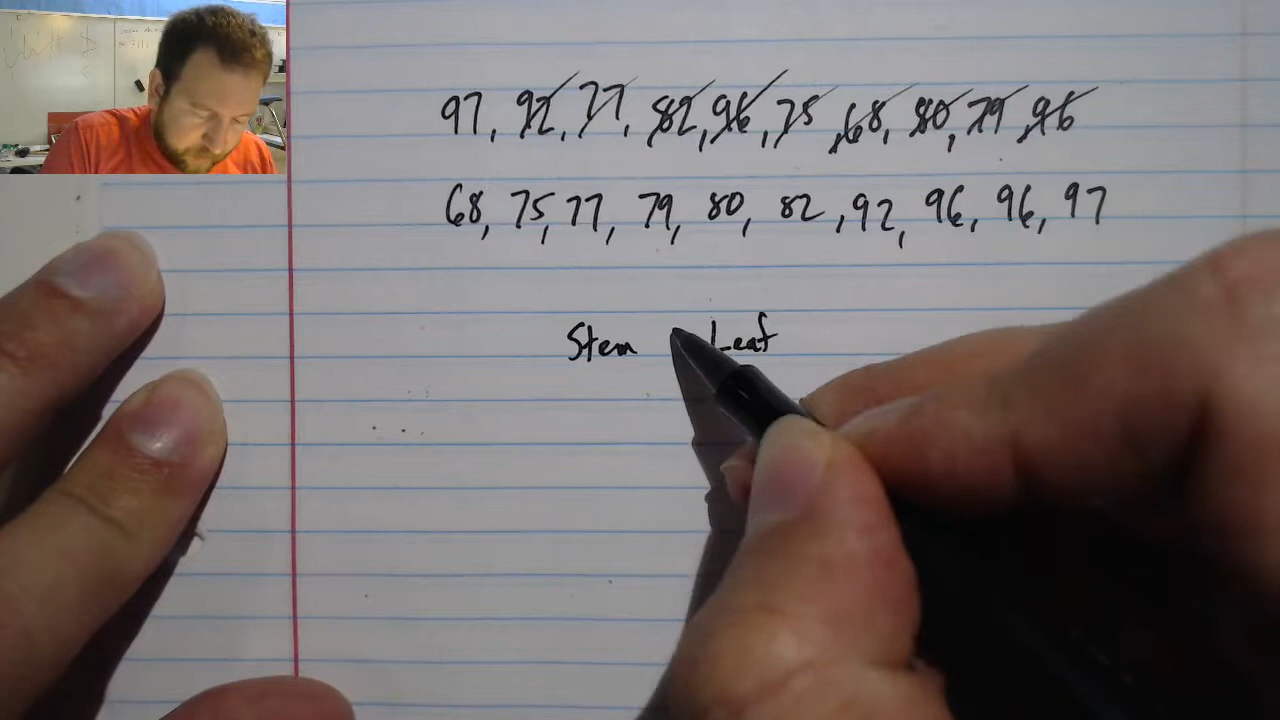 97, 92, 77, 82, 96, 75, 68, 80, 79, 96
68, 75, 77, 79, 80, 82, 92, 96, 96, 97
Stem Leaf